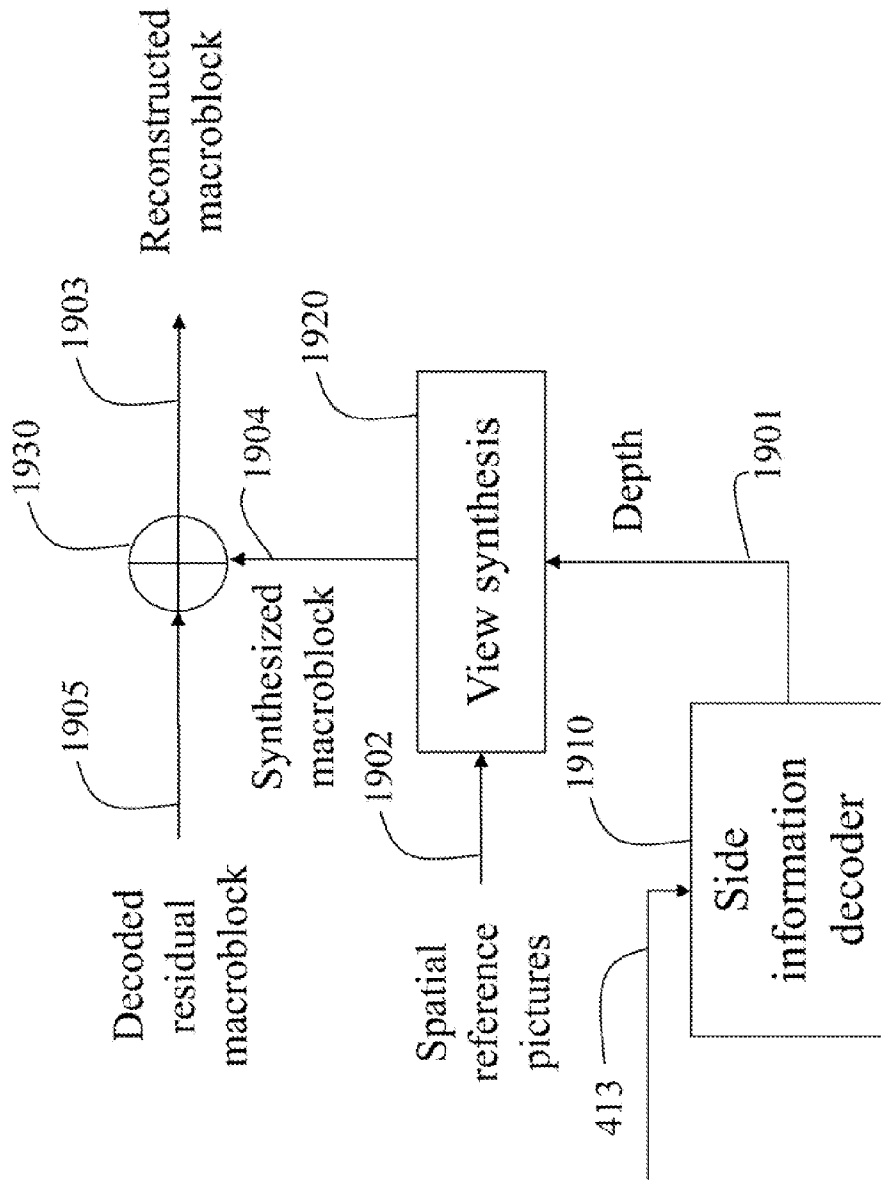 Decoded
residual
macroblock
1905
1930
1903
Reconstructed
macroblock
Synthesized
macroblock
1904
Spatial
reference
pictures
1902
View synthesis
1920
Depth
1901
413
Side
information
decoder
1910